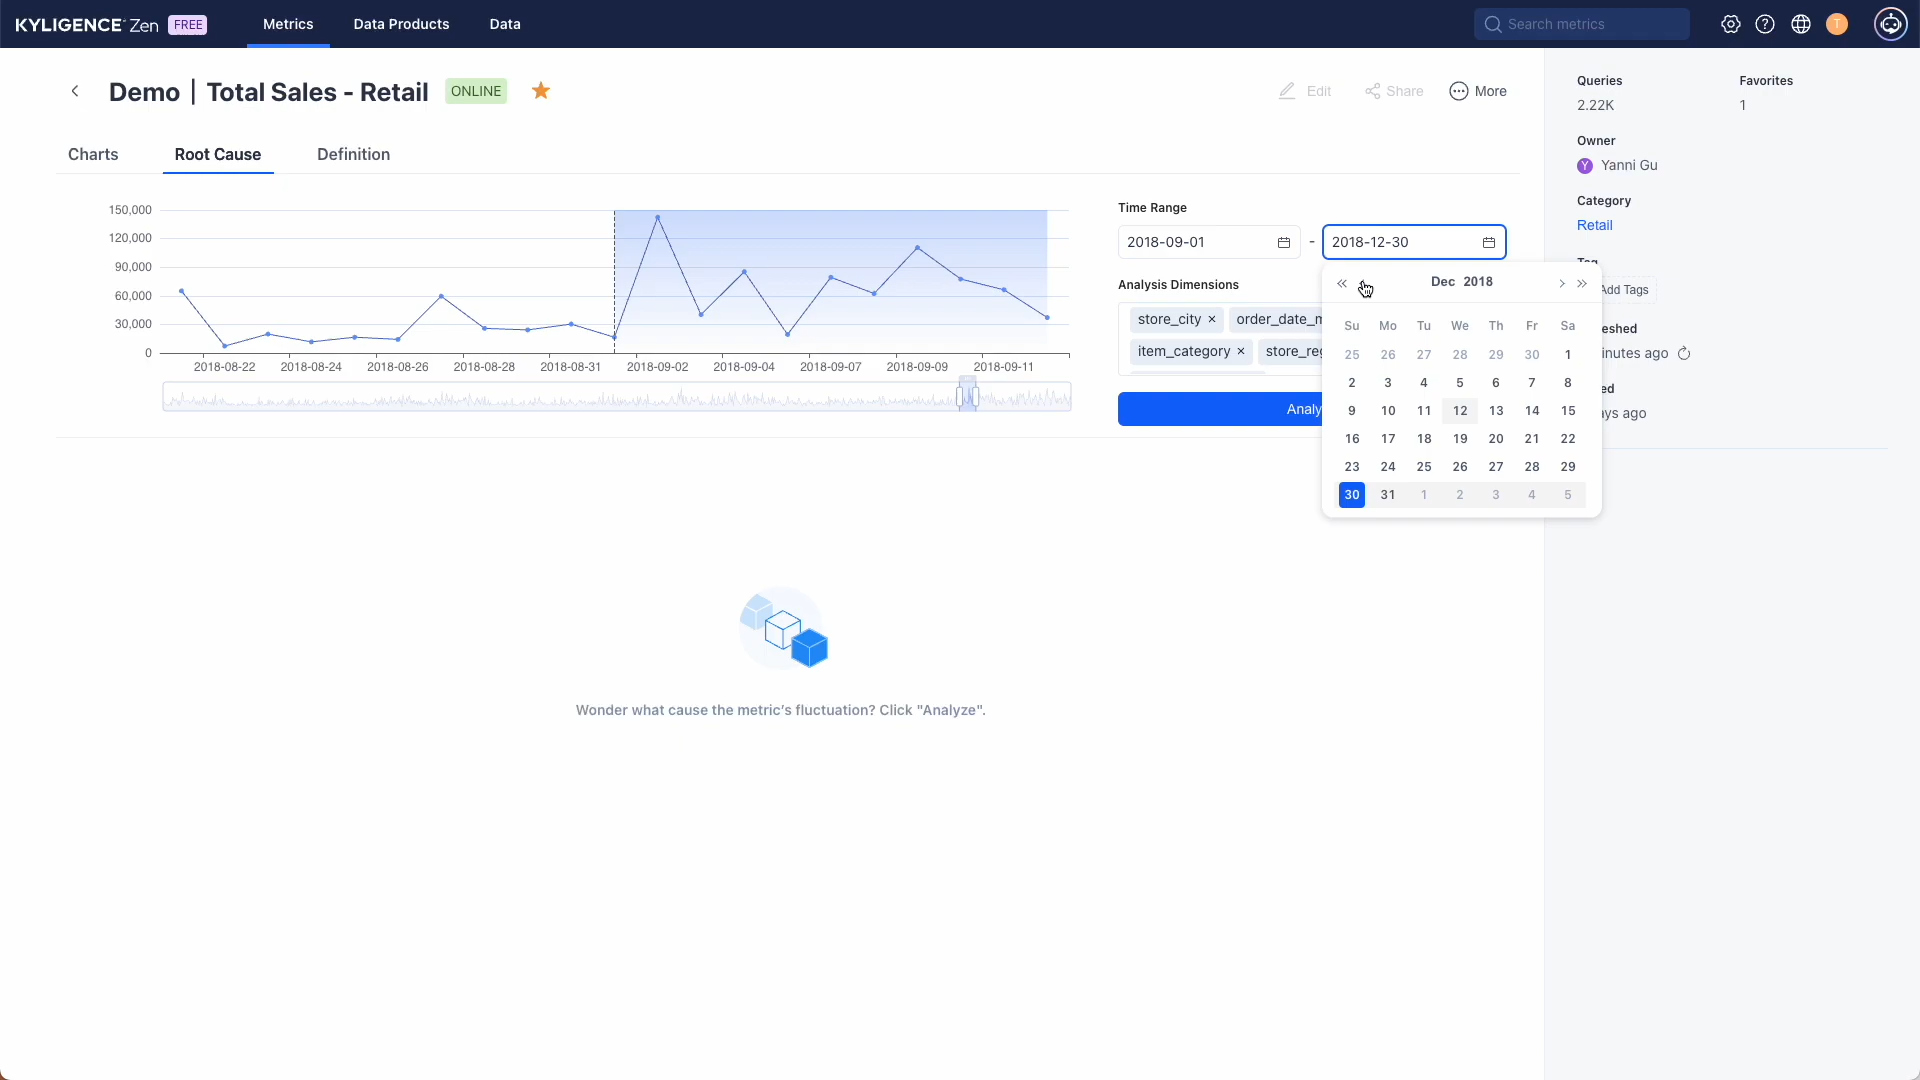 KYLIGENCE Zen FREE Metrics Data Products Data Search metrics T
Demo | Total Sales - Retail ONLINE Edit Share More
Charts Root Cause Definition
150,000
120,000
90,000
60,000
30,000
0
2018-08-22 2018-08-24 2018-08-26 2018-08-28 2018-08-31 2018-09-02 2018-09-04 2018-09-07 2018-09-09 2018-09-11
Time Range
2018-09-01 - 2018-12-30
Analysis Dimensions
store_city × order_date_m
item_category × store_reg
Analy
Dec 2018
Su Mo Tu We Th Fr Sa
25 26 27 28 29 30 1
2 3 4 5 6 7 8
9 10 11 12 13 14 15
16 17 18 19 20 21 22
23 24 25 26 27 28 29
30 31 1 2 3 4 5
Wonder what cause the metric's fluctuation? Click "Analyze".
Queries Favorites
2.22K 1
Owner
Y Yanni Gu
Category
Retail
Tag
Add Tags
eshed
inutes ago
ed
ays ago